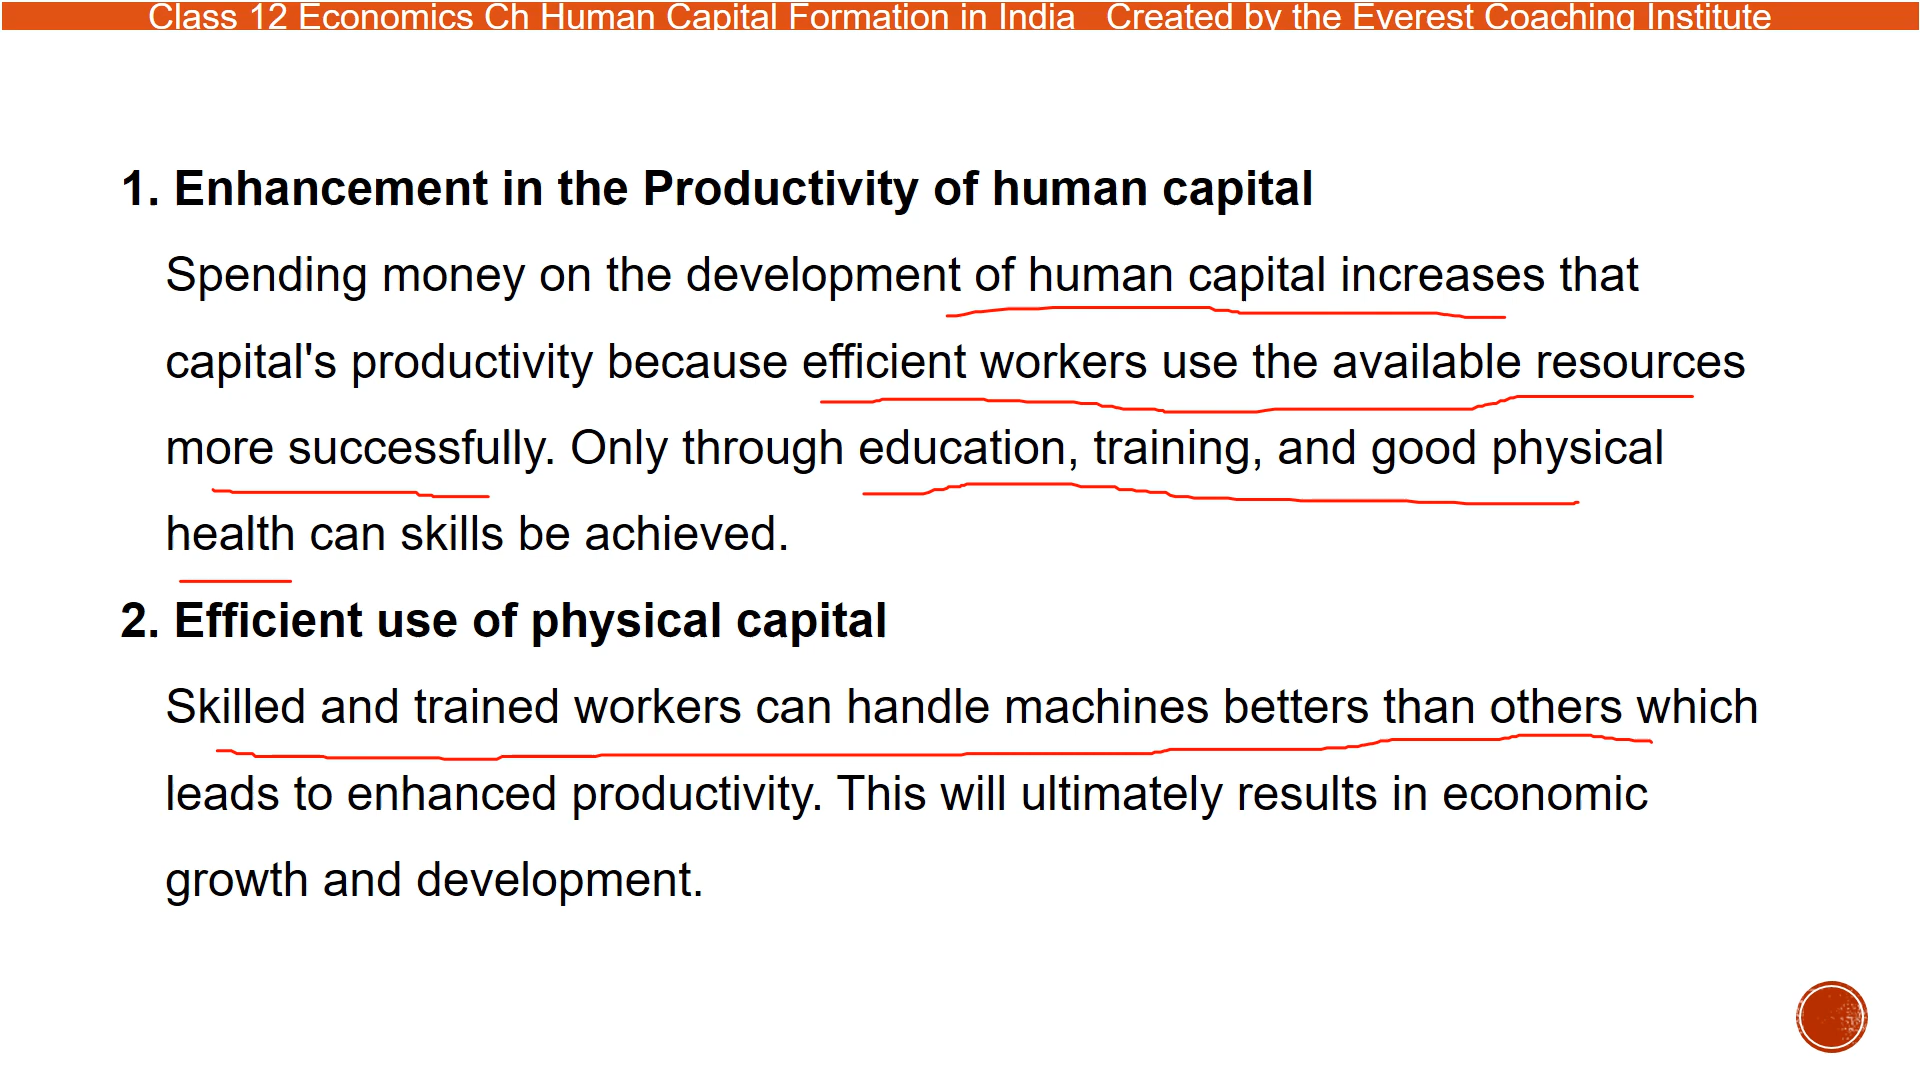 Class 12 Economics Ch Human Capital Formation in India   Created by the Everest Coaching Institute
1. Enhancement in the Productivity of human capital
Spending money on the development of human capital increases that
capital's productivity because efficient workers use the available resources
more successfully. Only through education, training, and good physical
health can skills be achieved.
2. Efficient use of physical capital
Skilled and trained workers can handle machines betters than others which
leads to enhanced productivity. This will ultimately results in economic
growth and development.